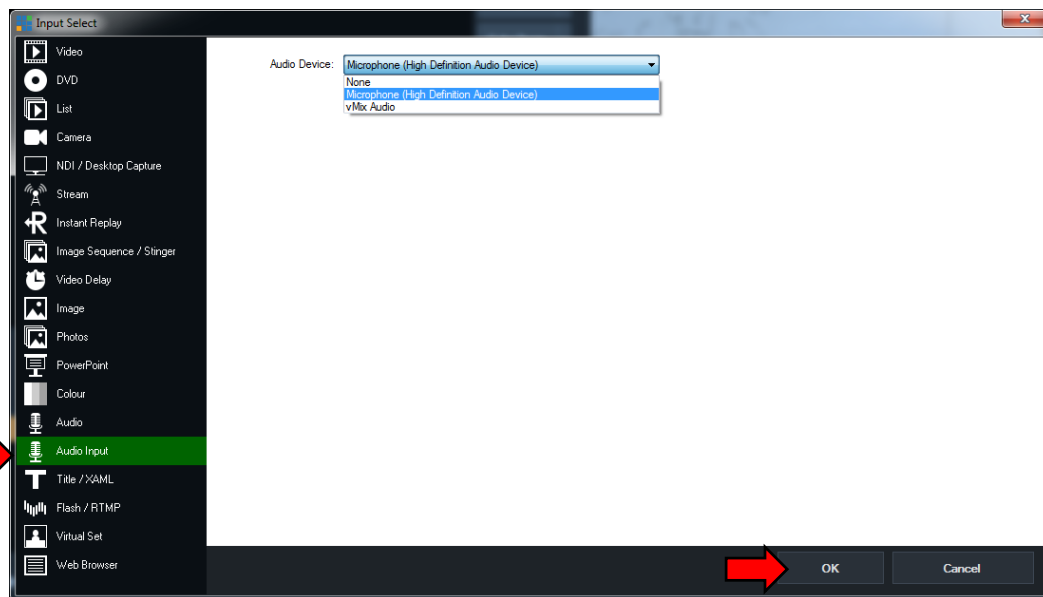 Input Select
x
Video
DVD
List
Camera
NDI / Desktop Capture
Stream
Instant Replay
Image Sequence / Stinger
Video Delay
Image
Photos
PowerPoint
Colour
Audio
Audio Input
Title / XAML
Flash / RTMP
Virtual Set
Web Browser
Audio Device: Microphone (High Definition Audio Device)
None
Microphone (High Definition Audio Device)
vMix Audio
OK Cancel